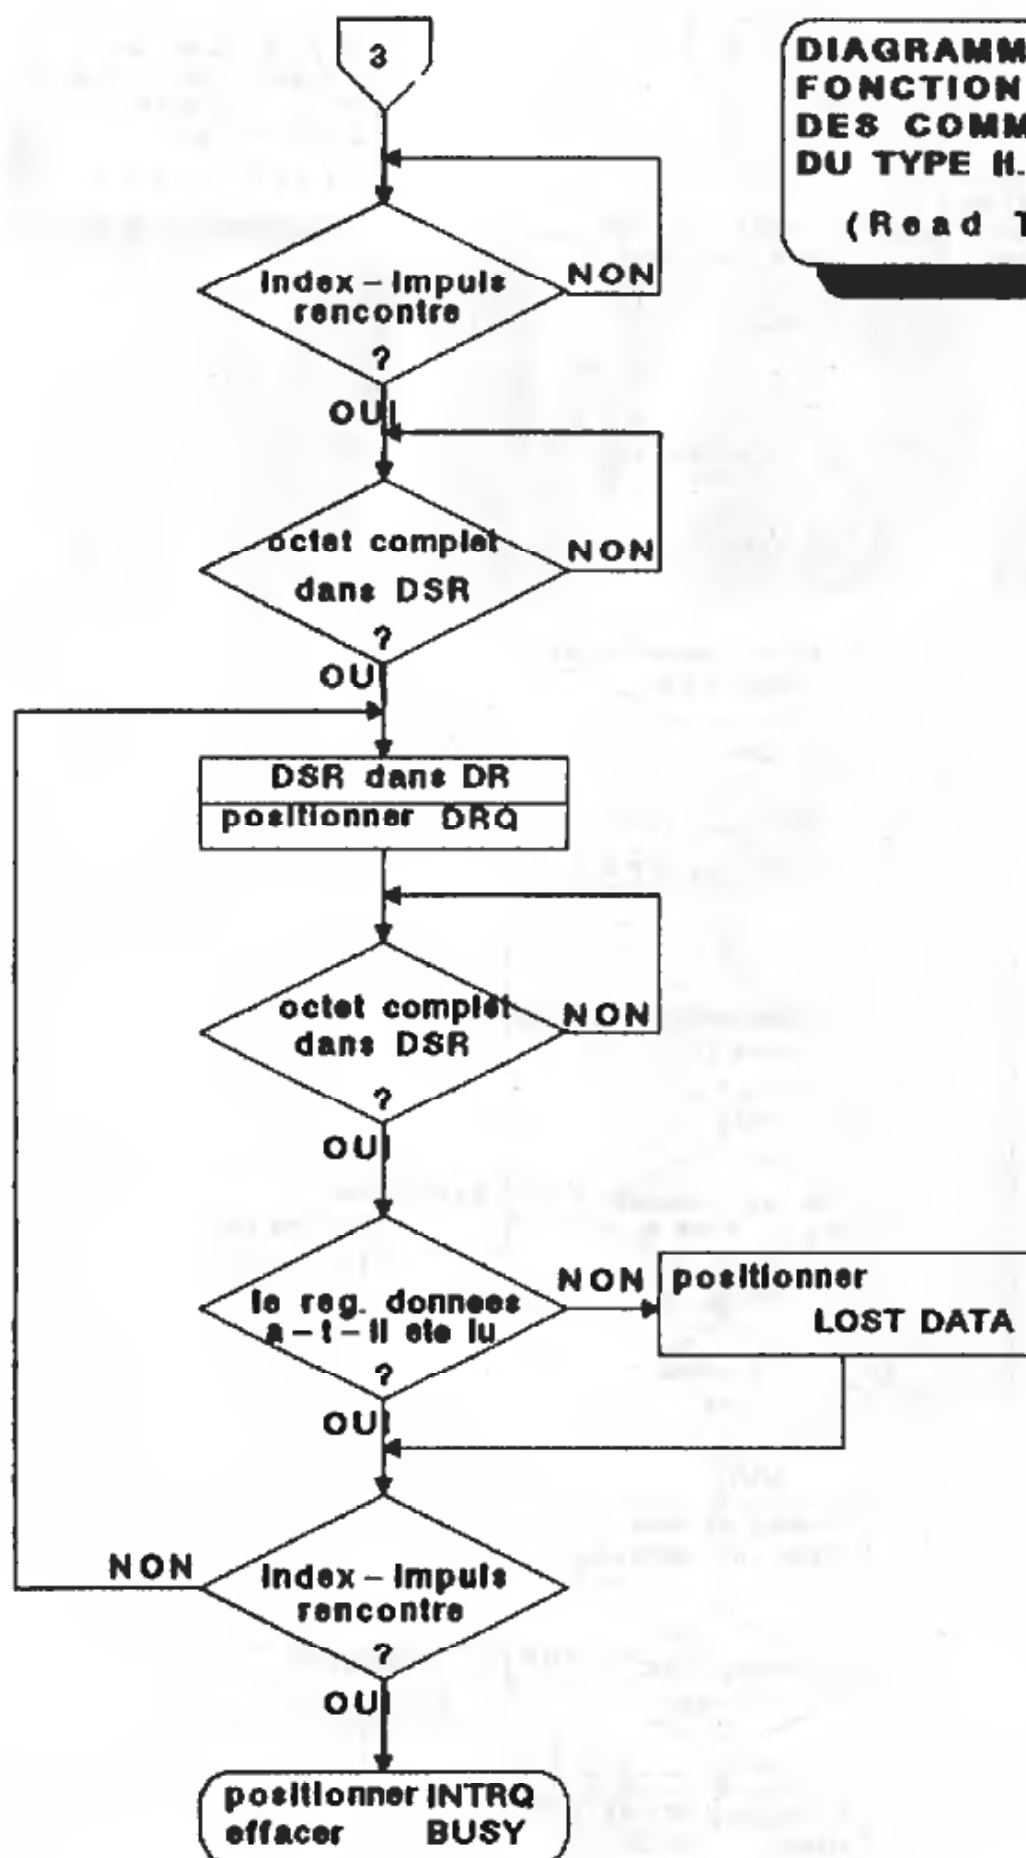 3
DIAGRAMM
FONCTION
DES COMM
DU TYPE H.
(Read T
Index - Impuls
rencontre
?
NON
OUI
octet complet
dans DSR
?
NON
OUI
DSR dans DR
positionner DRQ
octet complet
dans DSR
?
NON
OUI
le reg. donnees
a - t - il ete lu
?
NON
positionner
LOST DATA
OUI
Index - Impuls
rencontre
?
NON
OUI
positionner INTRQ
effacer BUSY